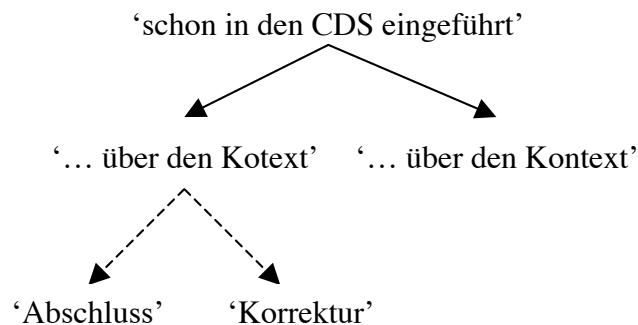 ‘schon in den CDS eingeführt’
‘… über den Kotext’ ‘… über den Kontext’
‘Abschluss’ ‘Korrektur’